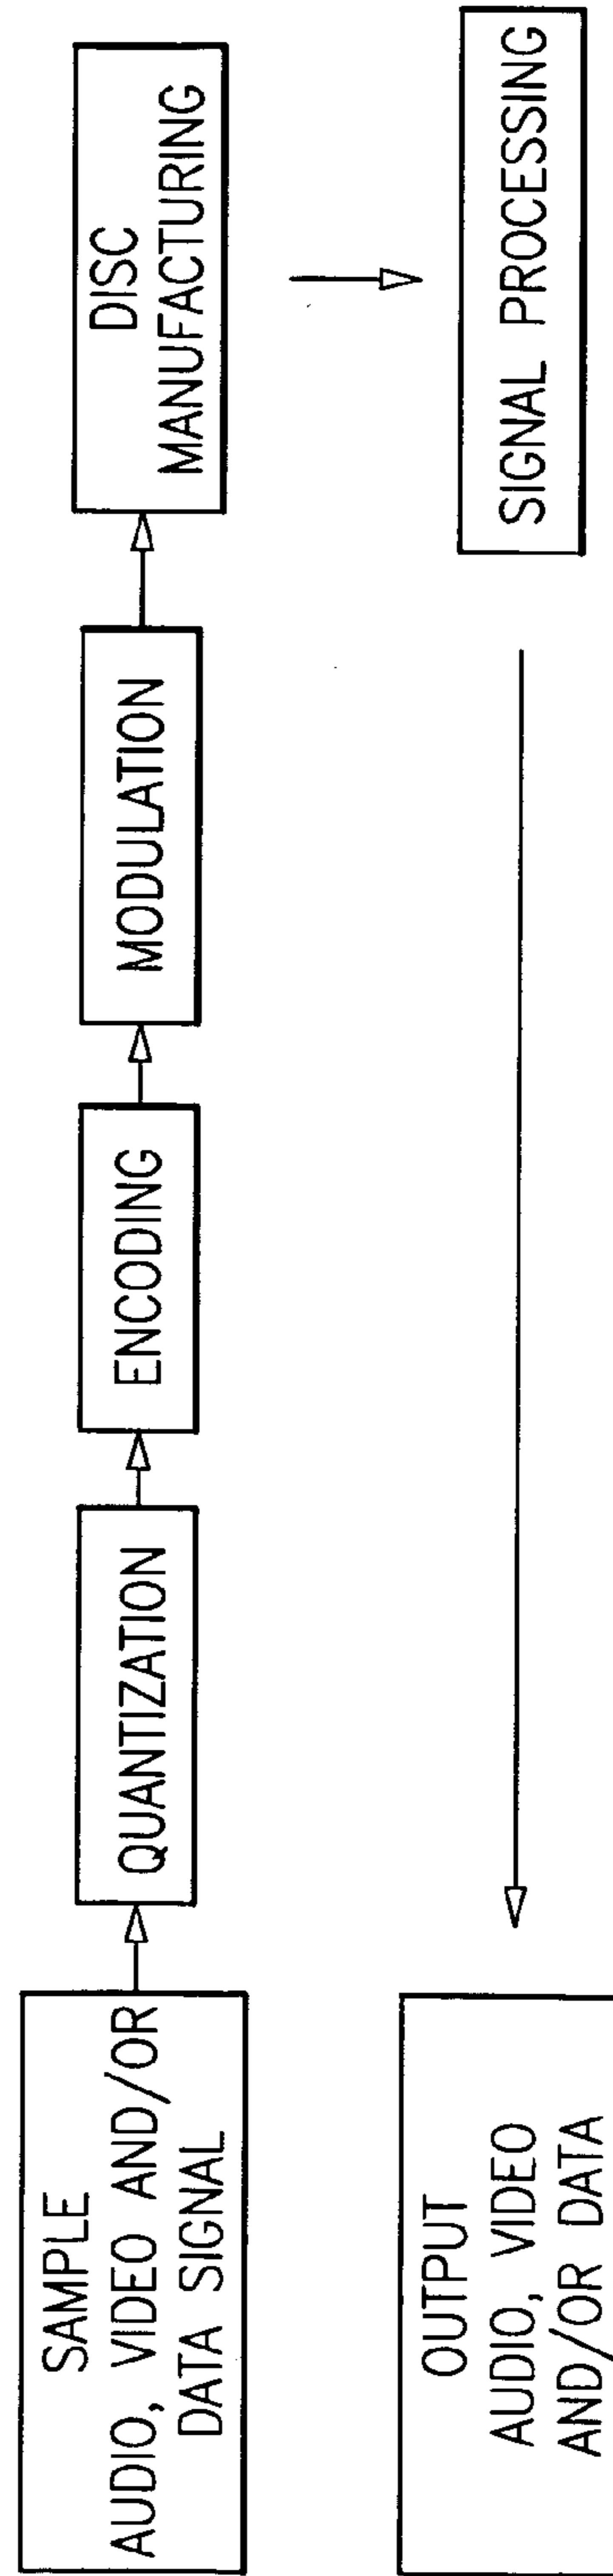 SAMPLE
AUDIO, VIDEO AND/OR
DATA SIGNAL
QUANTIZATION
ENCODING
MODULATION
DISC
MANUFACTURING
SIGNAL PROCESSING
OUTPUT
AUDIO, VIDEO
AND/OR DATA